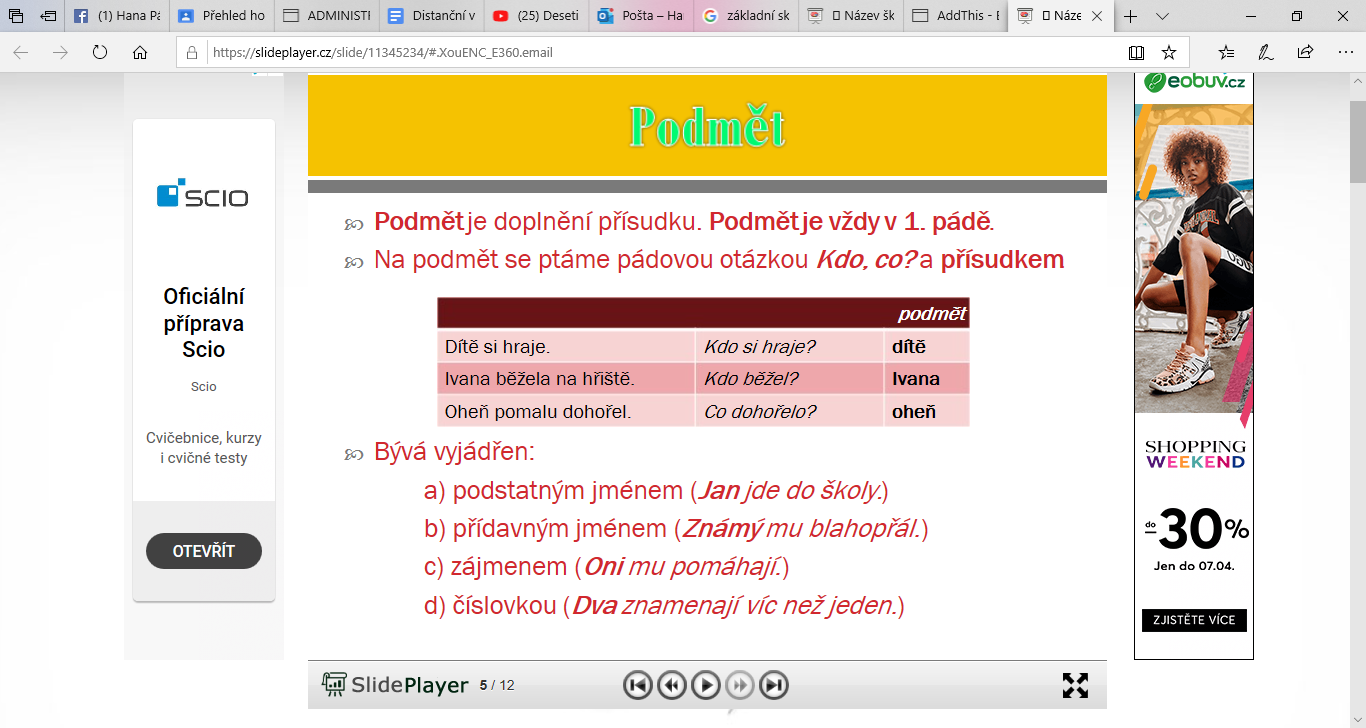 (1) Hana Pá
Přehled ho
ADMINISTR
Distanční v
(25) Deseti
Pošta – Ha
základní sk
Název šk
AddThis - E
Náze
https://slideplayer.cz/slide/11345234/#.XouENC_E360.email
SCIO
Oficiální
příprava
Scio
Scio
Cvičebnice, kurzy
i cvičné testy
OTEVŘÍT
Podmět
Podmět je doplnění přísudku. Podmět je vždy v 1. pádě.
Na podmět se ptáme pádovou otázkou Kdo, co? a přísudkem
podmět
Dítě si hraje. Kdo si hraje? dítě
Ivana běžela na hřiště. Kdo běžel? Ivana
Oheň pomalu dohořel. Co dohořelo? oheň
Bývá vyjádřen:
a) podstatným jménem (Jan jde do školy.)
b) přídavným jménem (Známý mu blahopřál.)
c) zájmenem (Oni mu pomáhají.)
d) číslovkou (Dva znamenají víc než jeden.)
SlidePlayer 5 / 12
eobuv.cz
SHOPPING
WEEKEND
do -30%
Jen do 07.04.
ZJISTĚTE VÍCE